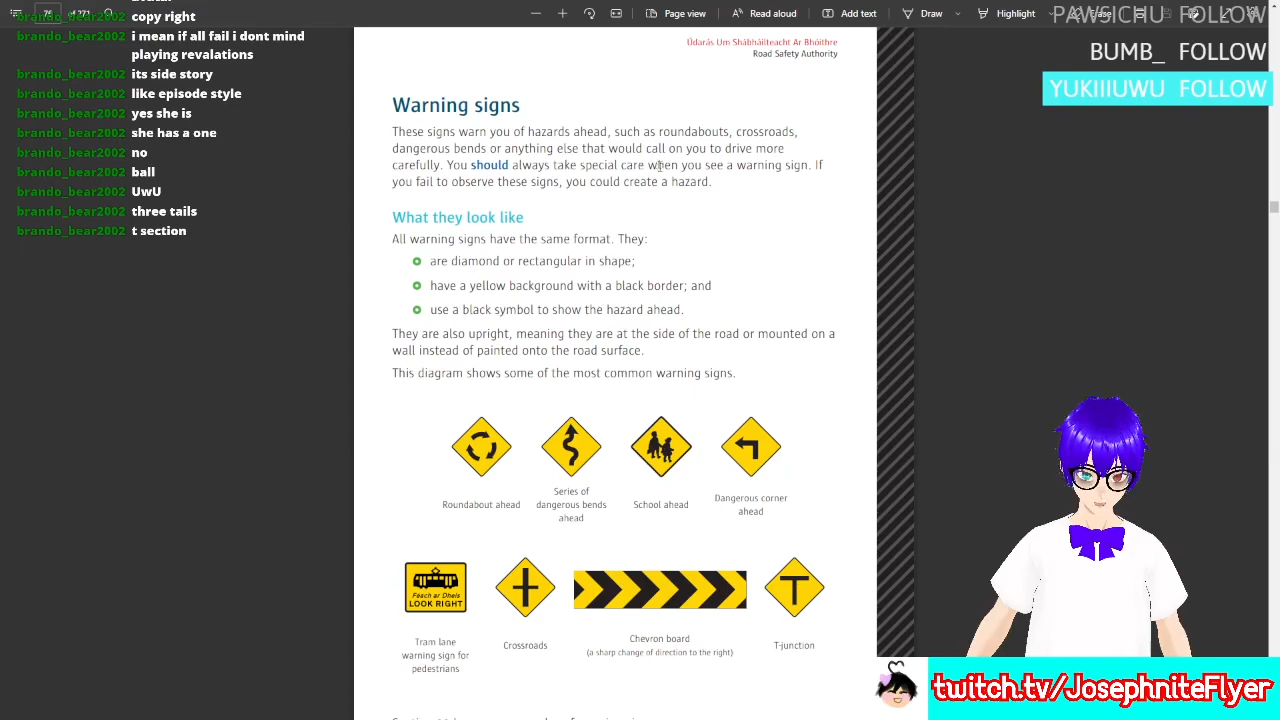 brando_bear2002 copy right
brando_bear2002 i mean if all fail i dont mind
playing revalations
brando_bear2002 its side story
brando_bear2002 like episode style
brando_bear2002 yes she is
brando_bear2002 she has a one
brando_bear2002 no
brando_bear2002 ball
brando_bear2002 UwU
brando_bear2002 three tails
brando_bear2002 t section
Page view
Read aloud
Add text
Draw
Highlight
PAWSICHU FOLLOW
BUMB_ FOLLOW
YUKIIIUWU FOLLOW
Údarás Um Shábháilteacht Ar Bhóithre
Road Safety Authority
Warning signs
These signs warn you of hazards ahead, such as roundabouts, crossroads,
dangerous bends or anything else that would call on you to drive more
carefully. You should always take special care when you see a warning sign. If
you fail to observe these signs, you could create a hazard.
What they look like
All warning signs have the same format. They:
are diamond or rectangular in shape;
have a yellow background with a black border; and
use a black symbol to show the hazard ahead.
They are also upright, meaning they are at the side of the road or mounted on a
wall instead of painted onto the road surface.
This diagram shows some of the most common warning signs.
Roundabout ahead
Series of
dangerous bends
ahead
School ahead
Dangerous corner
ahead
Féach ar Dheis
LOOK RIGHT
Tram lane
warning sign for
pedestrians
Crossroads
Chevron board
(a sharp change of direction to the right)
T-junction
twitch.tv/JosephniteFlyer